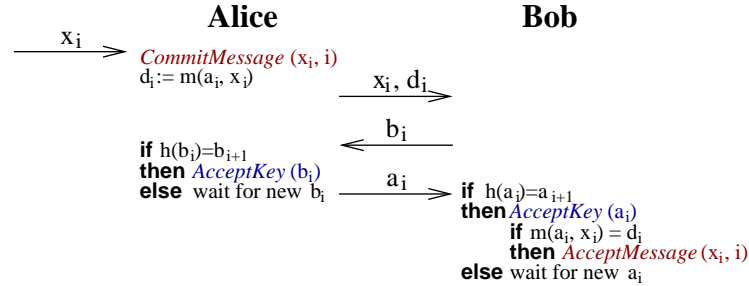 Alice Bob
x_i
CommitMessage (x_i, i)
d_i := m(a_i, x_i)
x_i, d_i
b_i
if h(b_i)=b_{i+1}
then AcceptKey (b_i)
else wait for new b_i
a_i
if h(a_i)=a_{i+1}
then AcceptKey (a_i)
if m(a_i, x_i) = d_i
then AcceptMessage (x_i, i)
else wait for new a_i